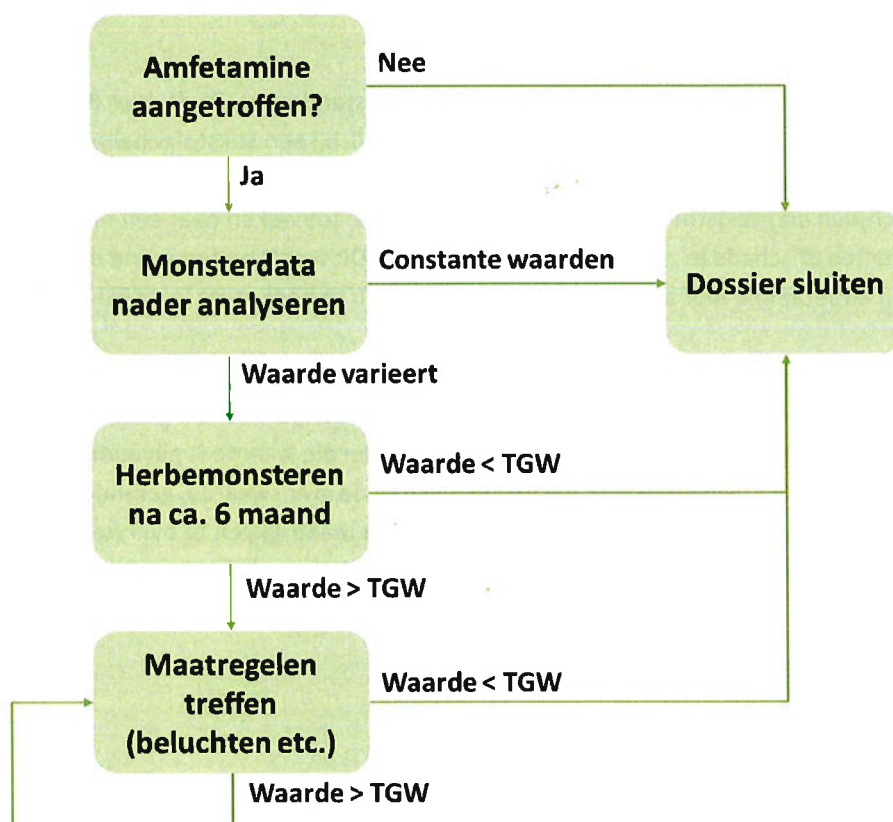 Amfetamine
aangetroffen?
Nee
Ja
Monsterdata
nader analyseren
Constante waarden
Dossier sluiten
Waarde varieert
Herbemonsteren
na ca. 6 maand
Waarde < TGW
Waarde > TGW
Maatregelen
treffen
(beluchten etc.)
Waarde < TGW
Waarde > TGW